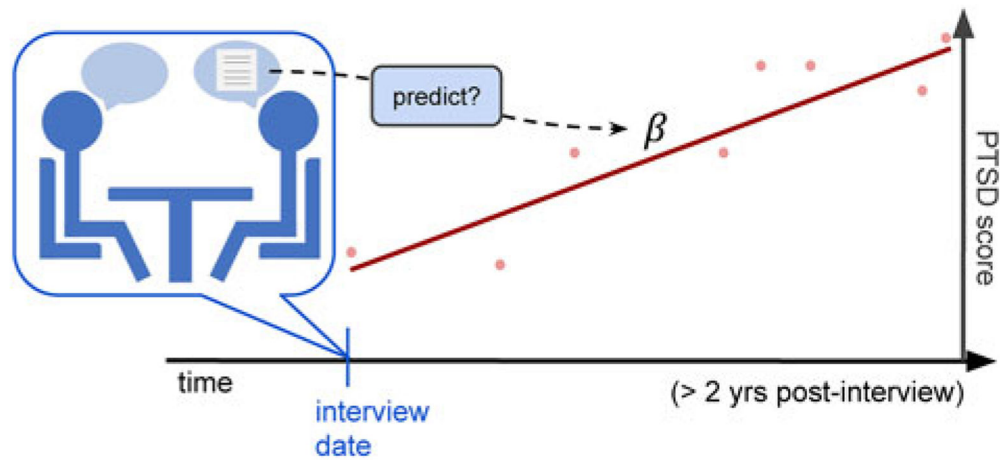 predict?
β
PTSD score
time
(> 2 yrs post-interview)
interview
date